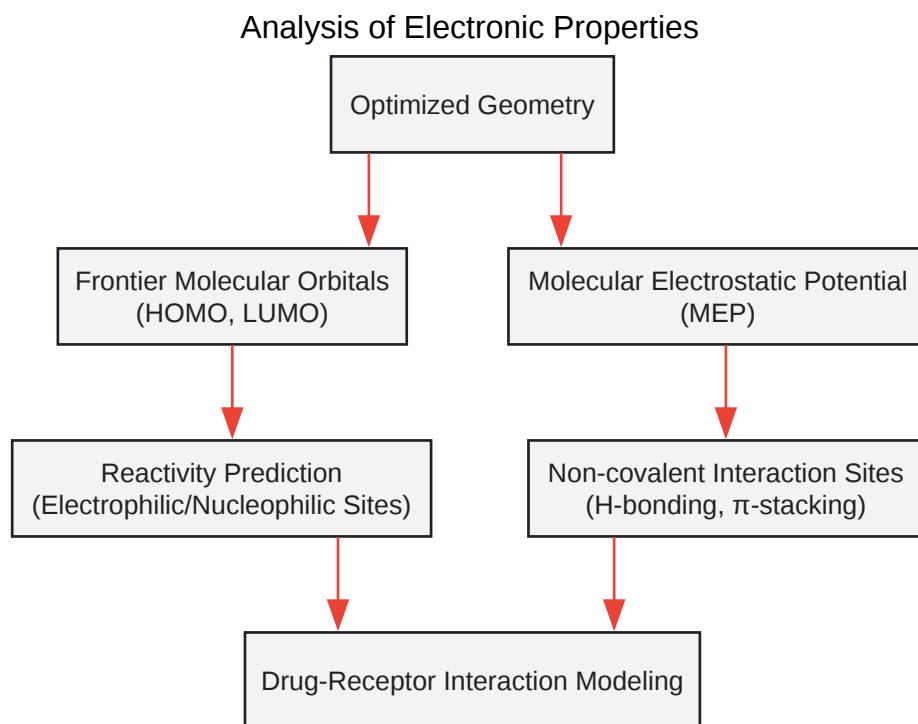 Analysis of Electronic Properties
Optimized Geometry
Frontier Molecular Orbitals
(HOMO, LUMO)
Molecular Electrostatic Potential
(MEP)
Reactivity Prediction
(Electrophilic/Nucleophilic Sites)
Non-covalent Interaction Sites
(H-bonding, π-stacking)
Drug-Receptor Interaction Modeling